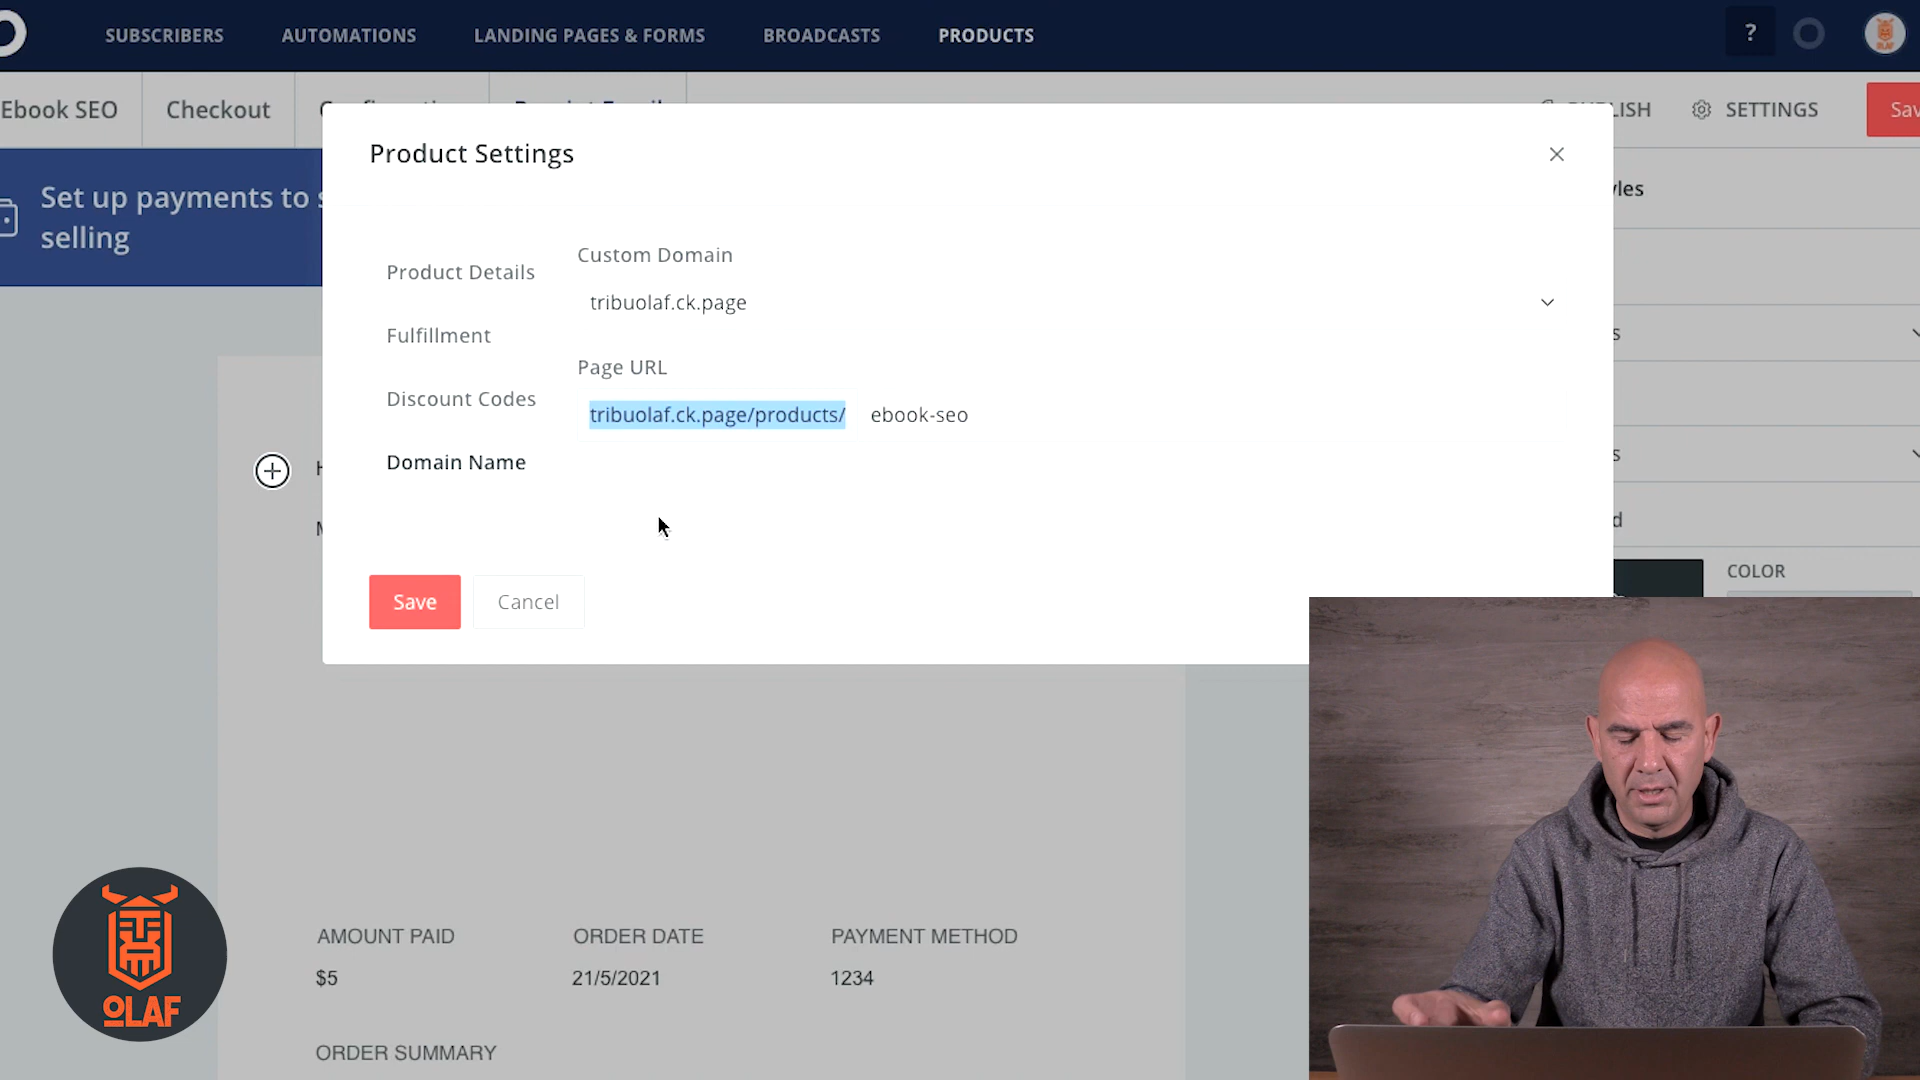 SUBSCRIBERS AUTOMATIONS LANDING PAGES & FORMS BROADCASTS PRODUCTS ?
OLAF
Ebook SEO Checkout SETTINGS
Product Settings
Set up payments to
selling
Custom Domain
Product Details
tribuolaf.ck.page
Fulfillment
Page URL
Discount Codes
tribuolaf.ck.page/products/ ebook-seo
Domain Name
COLOR
Save Cancel
AMOUNT PAID ORDER DATE PAYMENT METHOD
$5 21/5/2021 1234
ORDER SUMMARY
OLAF